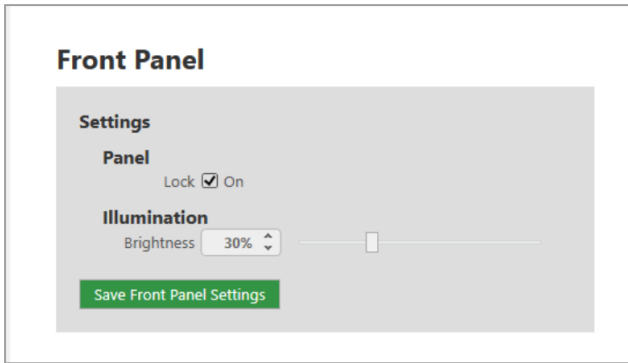 Front Panel
Settings
Panel
Lock On
Illumination
Brightness 30%
Save Front Panel Settings